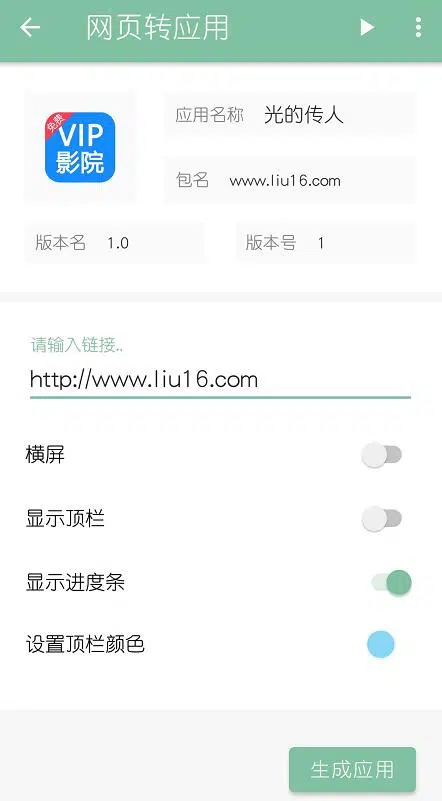 网页转应用
免费
VIP
影院
应用名称 光的传人
包名 www.liu16.com
版本名 1.0
版本号 1
请输入链接..
http://www.liu16.com
横屏
显示顶栏
显示进度条
设置顶栏颜色
生成应用